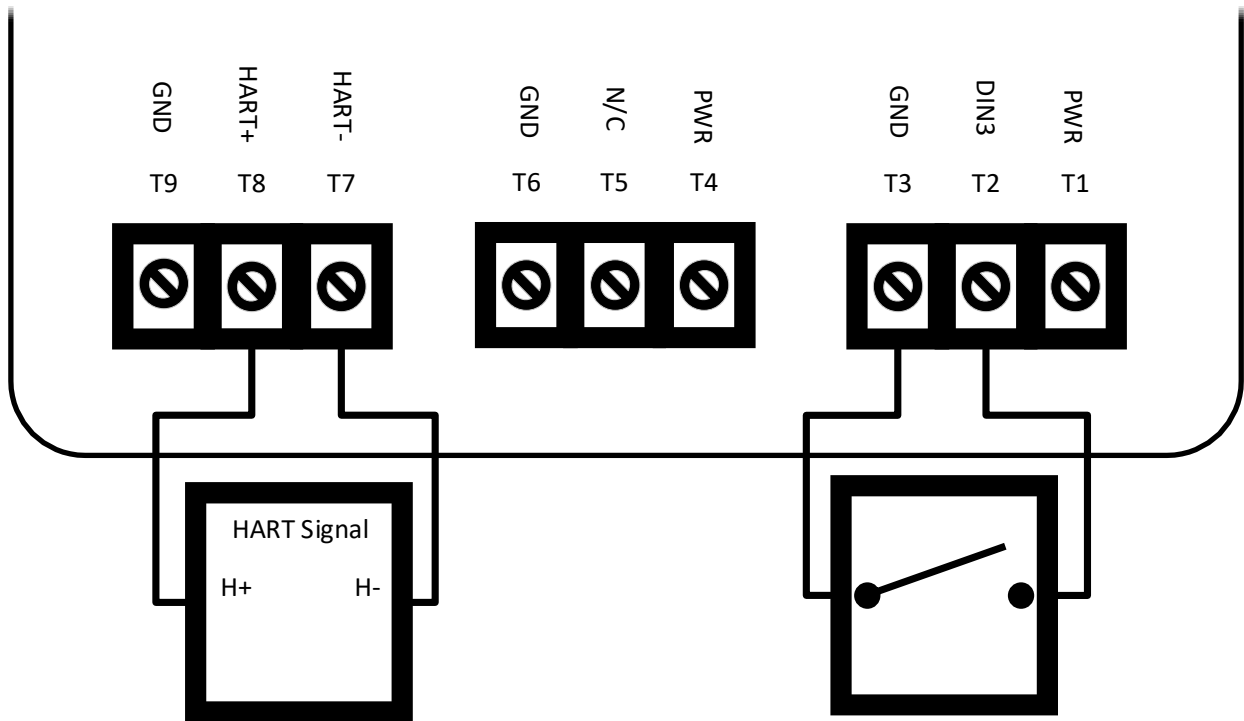 GND HART+ HART- GND N/C PWR GND DIN3 PWR
T9 T8 T7 T6 T5 T4 T3 T2 T1
HART Signal
H+ H-